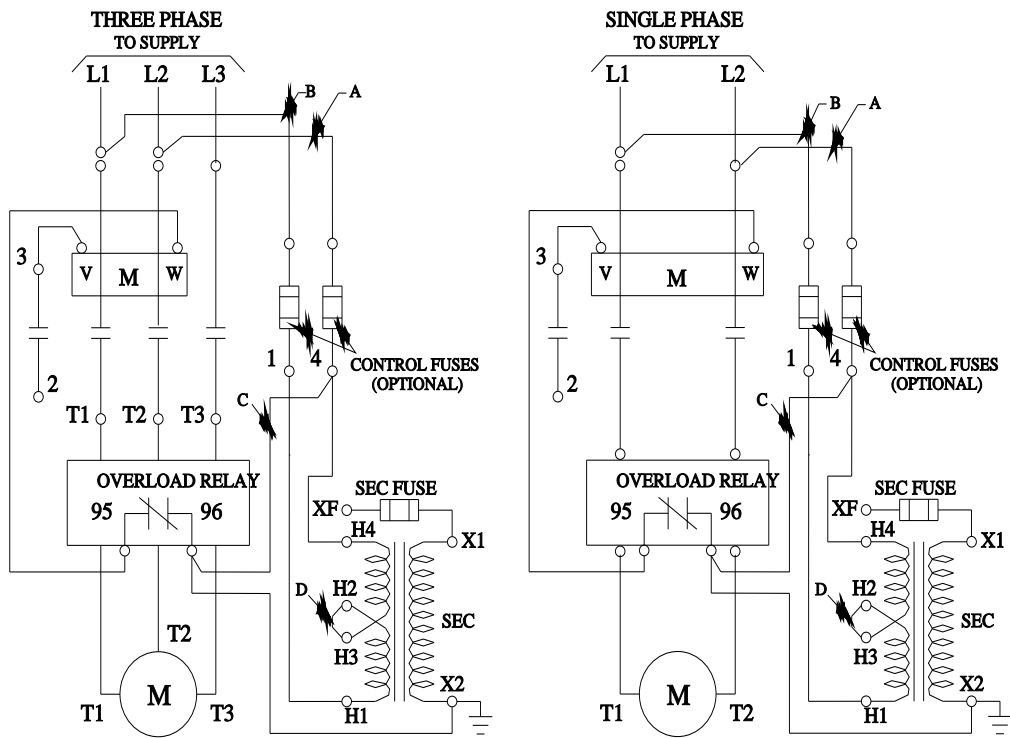 THREE PHASE
TO SUPPLY
L1 L2 L3
B A
3
V M W
1 4
CONTROL FUSES
(OPTIONAL)
2
T1 T2 T3
C
OVERLOAD RELAY
95 96
SEC FUSE
XF
H4
X1
D H2
SEC
H3
T2
X2
T1 M T3
H1
SINGLE PHASE
TO SUPPLY
L1 L2
B A
3
V M W
1 4
CONTROL FUSES
(OPTIONAL)
2
C
OVERLOAD RELAY
95 96
SEC FUSE
XF
H4
X1
D H2
SEC
H3
X2
T1 M T2
H1